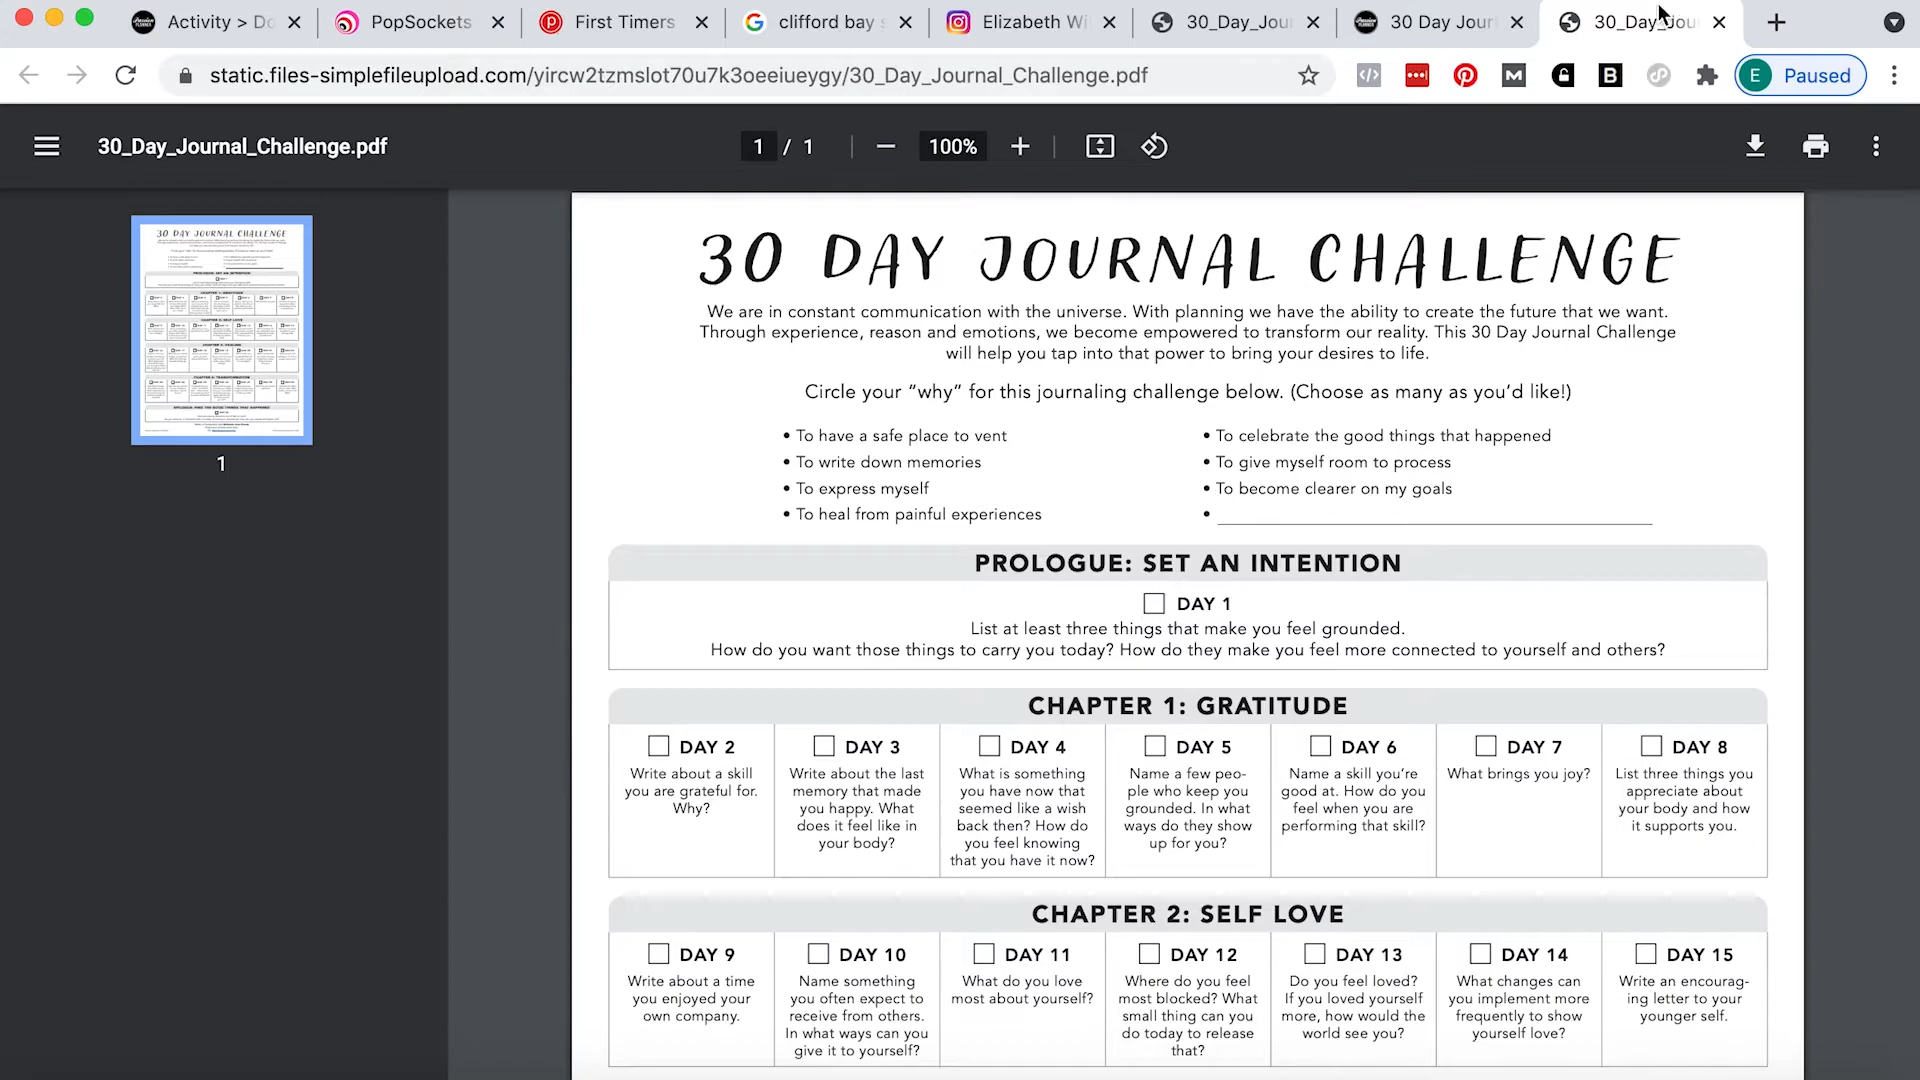 Activity > Do
PopSockets
First Timers
clifford bay s
Elizabeth Wi
30_Day_Jou
30 Day Jour
30_Day_Jour
static.files-simplefileupload.com/yircw2tzmslot70u7k3oeeiueygy/30_Day_Journal_Challenge.pdf
E Paused
30_Day_Journal_Challenge.pdf
1 / 1
100%
1
30 DAY JOURNAL CHALLENGE
We are in constant communication with the universe. With planning we have the ability to create the future that we want.
Through experience, reason and emotions, we become empowered to transform our reality. This 30 Day Journal Challenge
will help you tap into that power to bring your desires to life.
Circle your “why” for this journaling challenge below. (Choose as many as you’d like!)
• To have a safe place to vent
• To write down memories
• To express myself
• To heal from painful experiences
• To celebrate the good things that happened
• To give myself room to process
• To become clearer on my goals
•
PROLOGUE: SET AN INTENTION
DAY 1
List at least three things that make you feel grounded.
How do you want those things to carry you today? How do they make you feel more connected to yourself and others?
CHAPTER 1: GRATITUDE
DAY 2
Write about a skill
you are grateful for.
Why?
DAY 3
Write about the last
memory that made
you happy. What
does it feel like in
your body?
DAY 4
What is something
you have now that
seemed like a wish
back then? How do
you feel knowing
that you have it now?
DAY 5
Name a few peo-
ple who keep you
grounded. In what
ways do they show
up for you?
DAY 6
Name a skill you’re
good at. How do you
feel when you are
performing that skill?
DAY 7
What brings you joy?
DAY 8
List three things you
appreciate about
your body and how
it supports you.
CHAPTER 2: SELF LOVE
DAY 9
Write about a time
you enjoyed your
own company.
DAY 10
Name something
you often expect to
receive from others.
In what ways can you
give it to yourself?
DAY 11
What do you love
most about yourself?
DAY 12
Where do you feel
most blocked? What
small thing can you
do today to release
that?
DAY 13
Do you feel loved?
If you loved yourself
more, how would the
world see you?
DAY 14
What changes can
you implement more
frequently to show
yourself love?
DAY 15
Write an encourag-
ing letter to your
younger self.